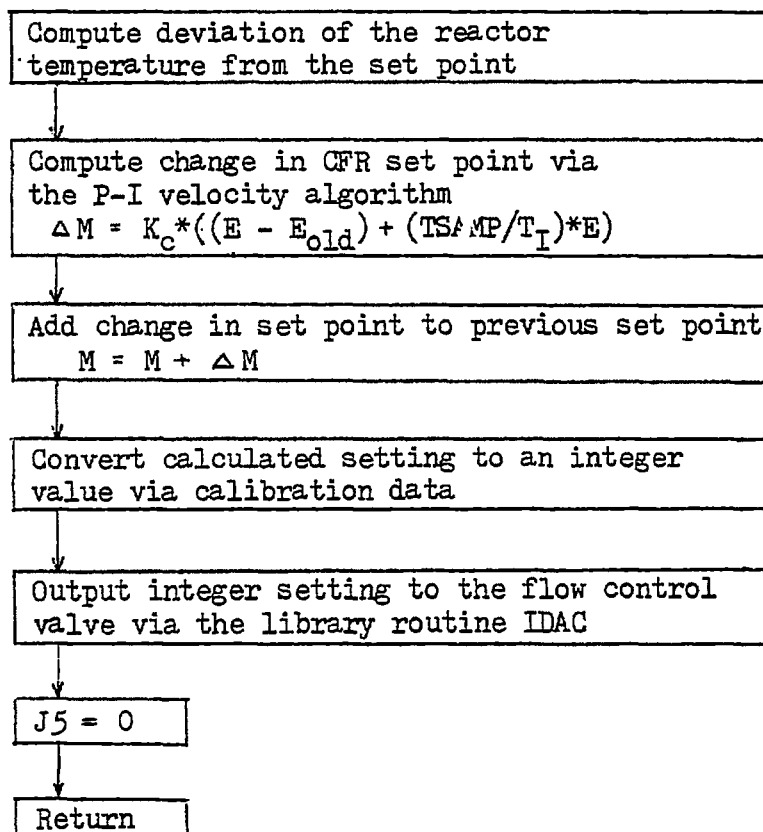 Compute deviation of the reactor
temperature from the set point
Compute change in CFR set point via
the P-I velocity algorithm
ΔM = K_c*((E - E_old) + (TSAMP/T_I)*E)
Add change in set point to previous set point
M = M + ΔM
Convert calculated setting to an integer
value via calibration data
Output integer setting to the flow control
valve via the library routine IDAC
J5 = 0
Return